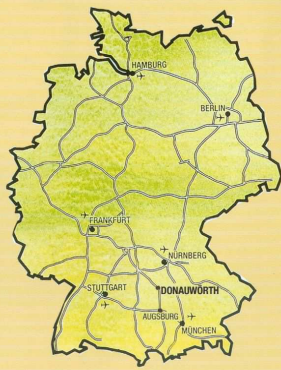 HAMBURG
BERLIN
FRANKFURT
NÜRNBERG
STUTTGART
DONAUWÖRTH
AUGSBURG
MÜNCHEN